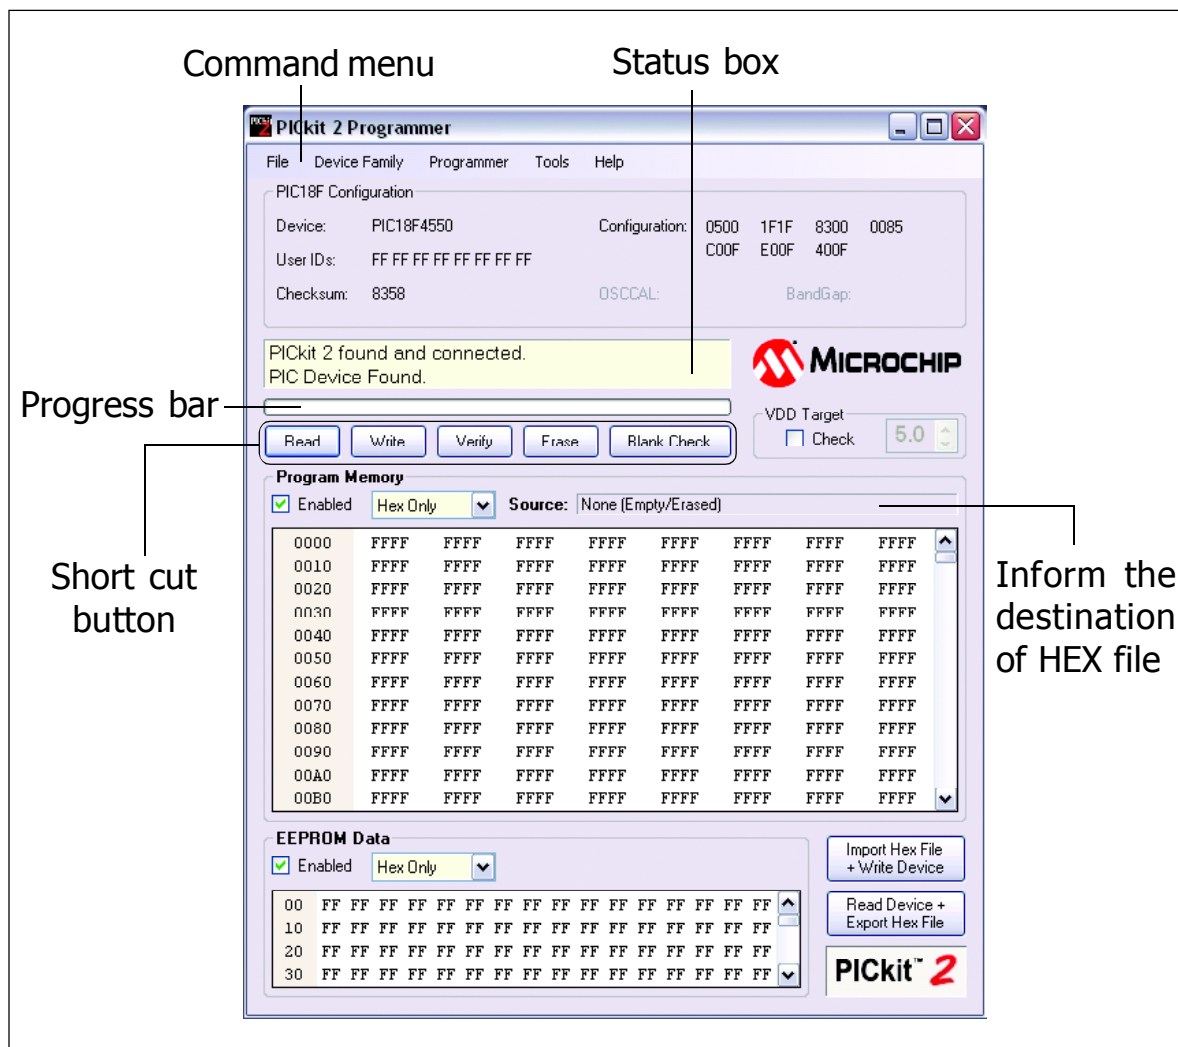 Command menu
Status box
PICkit 2 Programmer
File Device Family Programmer Tools Help
PIC18F Configuration
Device: PIC18F4550 Configuration: 0500 1F1F 8300 0085
C00F E00F 400F
User IDs: FF FF FF FF FF FF FF FF
Checksum: 8358 OSCCAL: BandGap:
PICkit 2 found and connected.
PIC Device Found.
MICROCHIP
Progress bar
VDD Target
Check 5.0
Read Write Verify Erase Blank Check
Program Memory
Enabled Hex Only Source: None (Empty/Erased)
0000 FFFF FFFF FFFF FFFF FFFF FFFF FFFF FFFF
0010 FFFF FFFF FFFF FFFF FFFF FFFF FFFF FFFF
0020 FFFF FFFF FFFF FFFF FFFF FFFF FFFF FFFF
0030 FFFF FFFF FFFF FFFF FFFF FFFF FFFF FFFF
0040 FFFF FFFF FFFF FFFF FFFF FFFF FFFF FFFF
0050 FFFF FFFF FFFF FFFF FFFF FFFF FFFF FFFF
0060 FFFF FFFF FFFF FFFF FFFF FFFF FFFF FFFF
0070 FFFF FFFF FFFF FFFF FFFF FFFF FFFF FFFF
0080 FFFF FFFF FFFF FFFF FFFF FFFF FFFF FFFF
0090 FFFF FFFF FFFF FFFF FFFF FFFF FFFF FFFF
00A0 FFFF FFFF FFFF FFFF FFFF FFFF FFFF FFFF
00B0 FFFF FFFF FFFF FFFF FFFF FFFF FFFF FFFF
Short cut
button
Inform the
destination
of HEX file
EEPROM Data
Enabled Hex Only
00 FF FF FF FF FF FF FF FF FF FF FF FF FF FF FF FF
10 FF FF FF FF FF FF FF FF FF FF FF FF FF FF FF FF
20 FF FF FF FF FF FF FF FF FF FF FF FF FF FF FF FF
30 FF FF FF FF FF FF FF FF FF FF FF FF FF FF FF FF
Import Hex File
+ Write Device
Read Device +
Export Hex File
PICkit™ 2